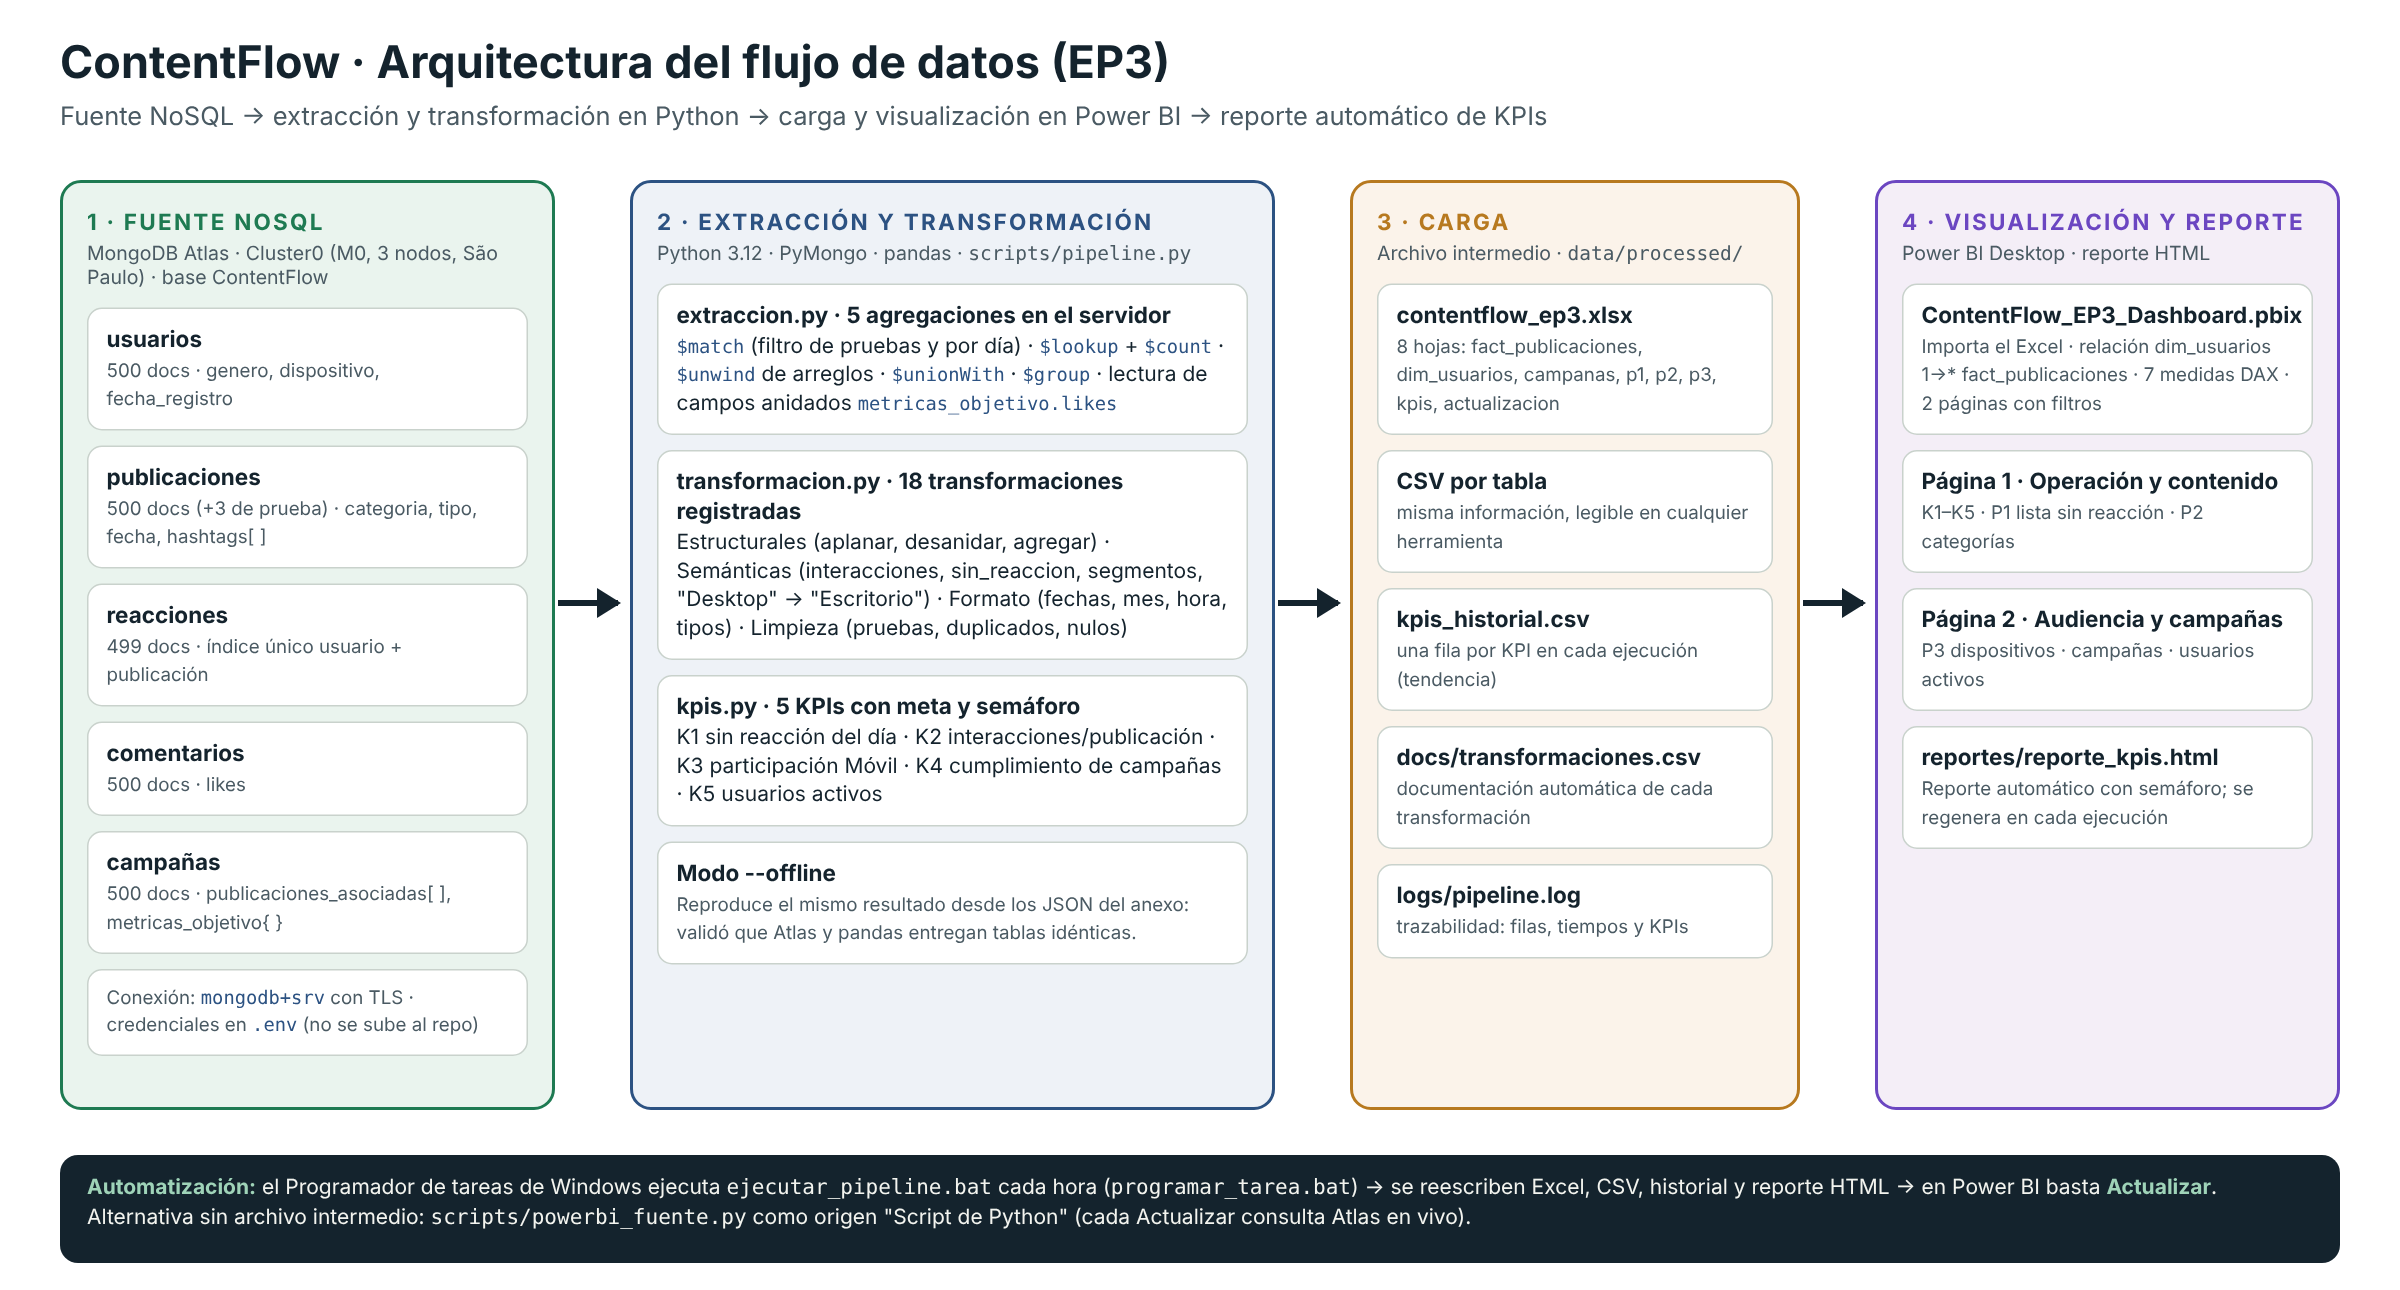 ContentFlow · Arquitectura del flujo de datos (EP3)
Fuente NoSQL → extracción y transformación en Python → carga y visualización en Power BI → reporte automático de KPIs
1 · FUENTE NOSQL
MongoDB Atlas · Cluster0 (M0, 3 nodos, São
Paulo) · base ContentFlow
usuarios
500 docs · genero, dispositivo,
fecha_registro
publicaciones
500 docs (+3 de prueba) · categoria, tipo,
fecha, hashtags[ ]
reacciones
499 docs · índice único usuario +
publicación
comentarios
500 docs · likes
campañas
500 docs · publicaciones_asociadas[ ],
metricas_objetivo{ }
Conexión: mongodb+srv con TLS ·
credenciales en .env (no se sube al repo)
2 · EXTRACCIÓN Y TRANSFORMACIÓN
Python 3.12 · PyMongo · pandas · scripts/pipeline.py
extraccion.py · 5 agregaciones en el servidor
$match (filtro de pruebas y por día) · $lookup + $count ·
$unwind de arreglos · $unionWith · $group · lectura de
campos anidados metricas_objetivo.likes
transformacion.py · 18 transformaciones
registradas
Estructurales (aplanar, desanidar, agregar) ·
Semánticas (interacciones, sin_reaccion, segmentos,
"Desktop" → "Escritorio") · Formato (fechas, mes, hora,
tipos) · Limpieza (pruebas, duplicados, nulos)
kpis.py · 5 KPIs con meta y semáforo
K1 sin reacción del día · K2 interacciones/publicación ·
K3 participación Móvil · K4 cumplimiento de campañas
· K5 usuarios activos
Modo --offline
Reproduce el mismo resultado desde los JSON del anexo:
validó que Atlas y pandas entregan tablas idénticas.
3 · CARGA
Archivo intermedio · data/processed/
contentflow_ep3.xlsx
8 hojas: fact_publicaciones,
dim_usuarios, campanas, p1, p2, p3,
kpis, actualizacion
CSV por tabla
misma información, legible en cualquier
herramienta
kpis_historial.csv
una fila por KPI en cada ejecución
(tendencia)
docs/transformaciones.csv
documentación automática de cada
transformación
logs/pipeline.log
trazabilidad: filas, tiempos y KPIs
4 · VISUALIZACIÓN Y REPORTE
Power BI Desktop · reporte HTML
ContentFlow_EP3_Dashboard.pbix
Importa el Excel · relación dim_usuarios
1→* fact_publicaciones · 7 medidas DAX ·
2 páginas con filtros
Página 1 · Operación y contenido
K1–K5 · P1 lista sin reacción · P2
categorías
Página 2 · Audiencia y campañas
P3 dispositivos · campañas · usuarios
activos
reportes/reporte_kpis.html
Reporte automático con semáforo; se
regenera en cada ejecución
Automatización: el Programador de tareas de Windows ejecuta ejecutar_pipeline.bat cada hora (programar_tarea.bat) → se reescriben Excel, CSV, historial y reporte HTML → en Power BI basta Actualizar.
Alternativa sin archivo intermedio: scripts/powerbi_fuente.py como origen "Script de Python" (cada Actualizar consulta Atlas en vivo).